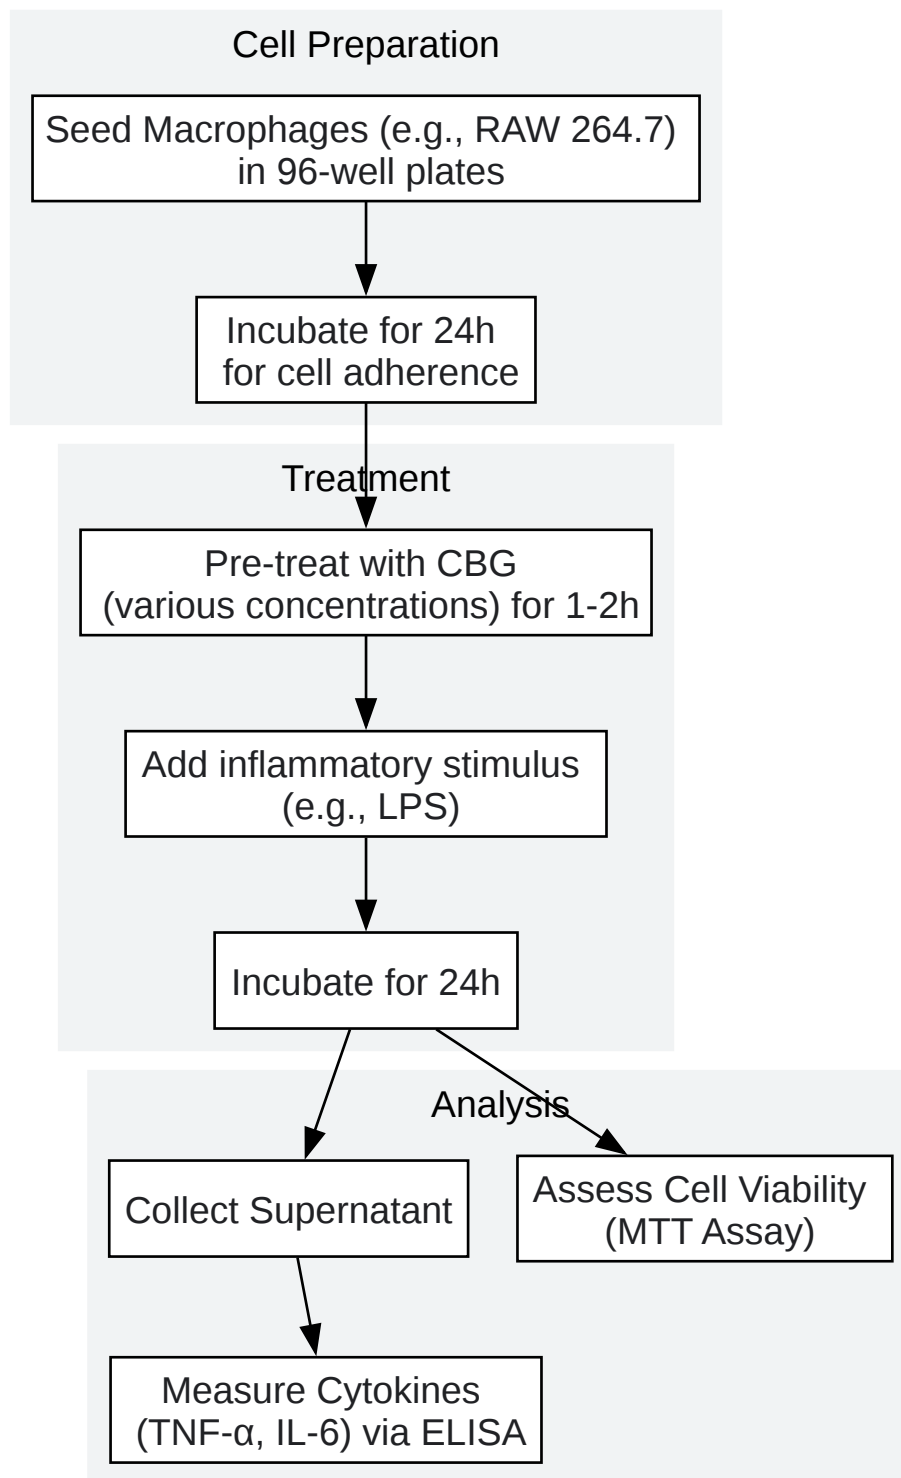 Cell Preparation
Seed Macrophages (e.g., RAW 264.7)
in 96-well plates
Incubate for 24h
for cell adherence
Treatment
Pre-treat with CBG
(various concentrations) for 1-2h
Add inflammatory stimulus
(e.g., LPS)
Incubate for 24h
Analysis
Collect Supernatant
Assess Cell Viability
(MTT Assay)
Measure Cytokines
(TNF-α, IL-6) via ELISA